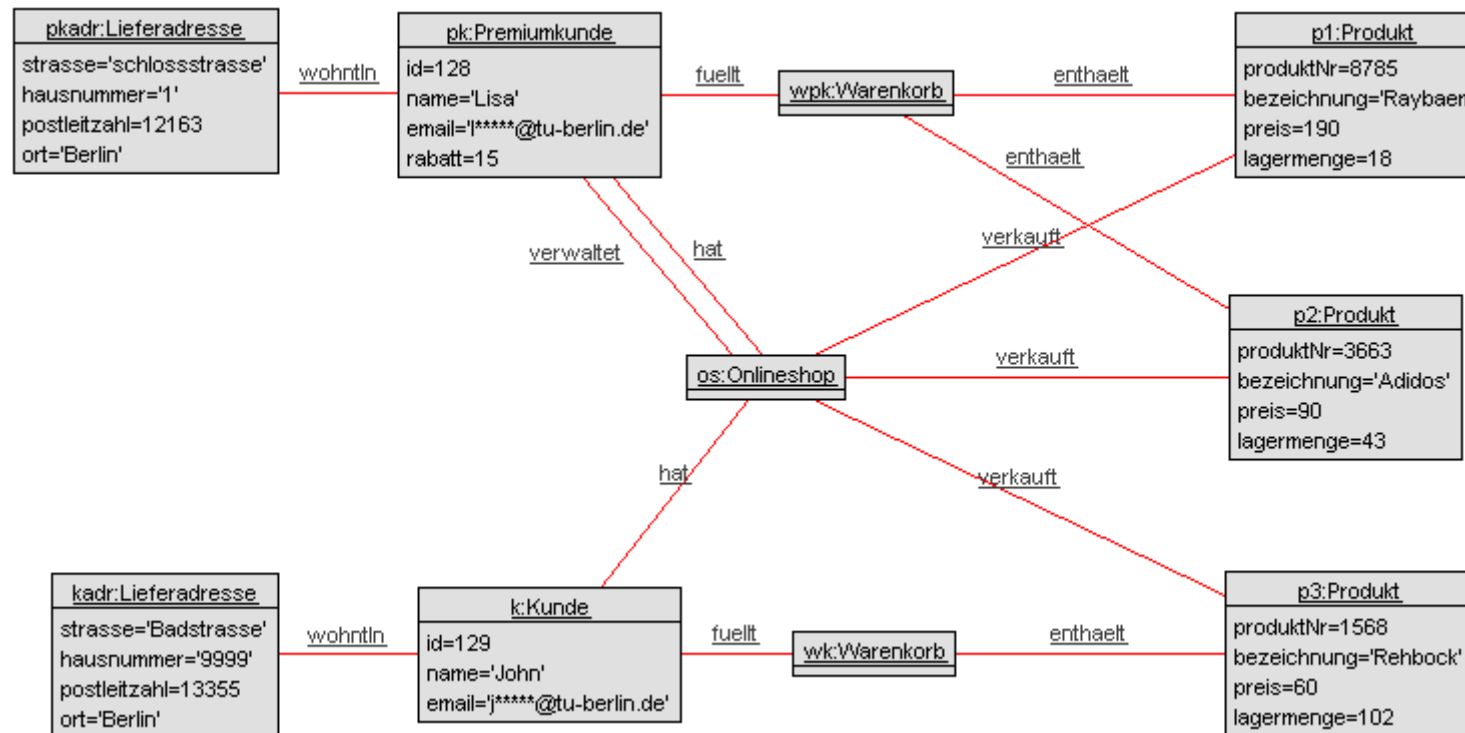 pkadr:Lieferadresse
strasse='schlossstrasse'
hausnummer='1'
postleitzahl=12163
ort='Berlin'
wohntIn
pk:Premiumkunde
id=128
name='Lisa'
email='l*****@tu-berlin.de'
rabatt=15
fuellt
wpk:Warenkorb
enthaelt
enthaelt
p1:Produkt
produktNr=8785
bezeichnung='Raybaen
preis=190
lagermenge=18
verwaltet
hat
verkauft
p2:Produkt
produktNr=3663
bezeichnung='Adidos'
preis=90
lagermenge=43
os:Onlineshop
verkauft
hat
verkauft
kadr:Lieferadresse
strasse='Badstrasse'
hausnummer='9999'
postleitzahl=13355
ort='Berlin'
wohntIn
k:Kunde
id=129
name='John'
email='j*****@tu-berlin.de'
fuellt
wk:Warenkorb
enthaelt
p3:Produkt
produktNr=1568
bezeichnung='Rehbock'
preis=60
lagermenge=102